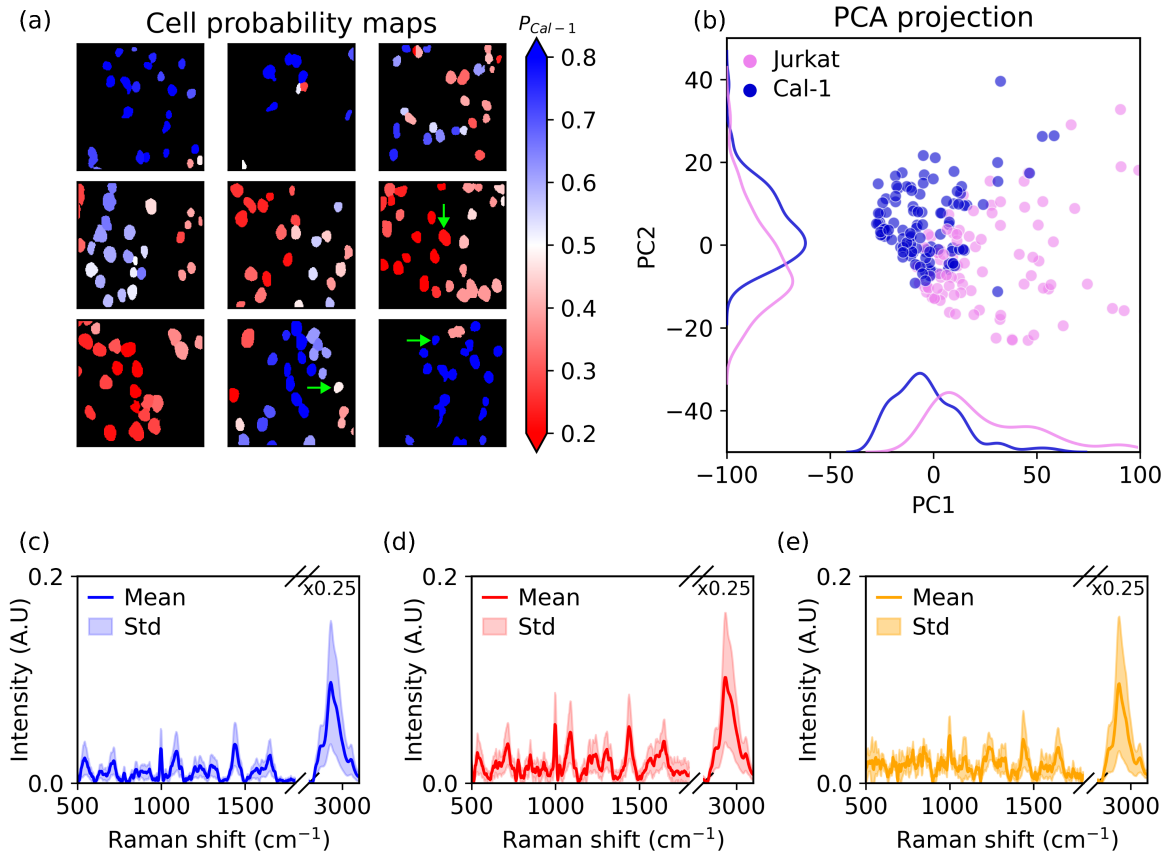 (a)
Cell probability maps
P_{Cal−1}
0.8
0.7
0.6
0.5
0.4
0.3
0.2
(b)
PCA projection
Jurkat
Cal-1
PC2
40
20
0
−20
−40
−100
−50
0
50
100
PC1
(c)
Intensity (A.U)
0.2
0.0
Mean
Std
x0.25
500
1000
1500
3000
Raman shift (cm⁻¹)
(d)
Intensity (A.U)
0.2
0.0
Mean
Std
x0.25
500
1000
1500
3000
Raman shift (cm⁻¹)
(e)
Intensity (A.U)
0.2
0.0
Mean
Std
x0.25
500
1000
1500
3000
Raman shift (cm⁻¹)